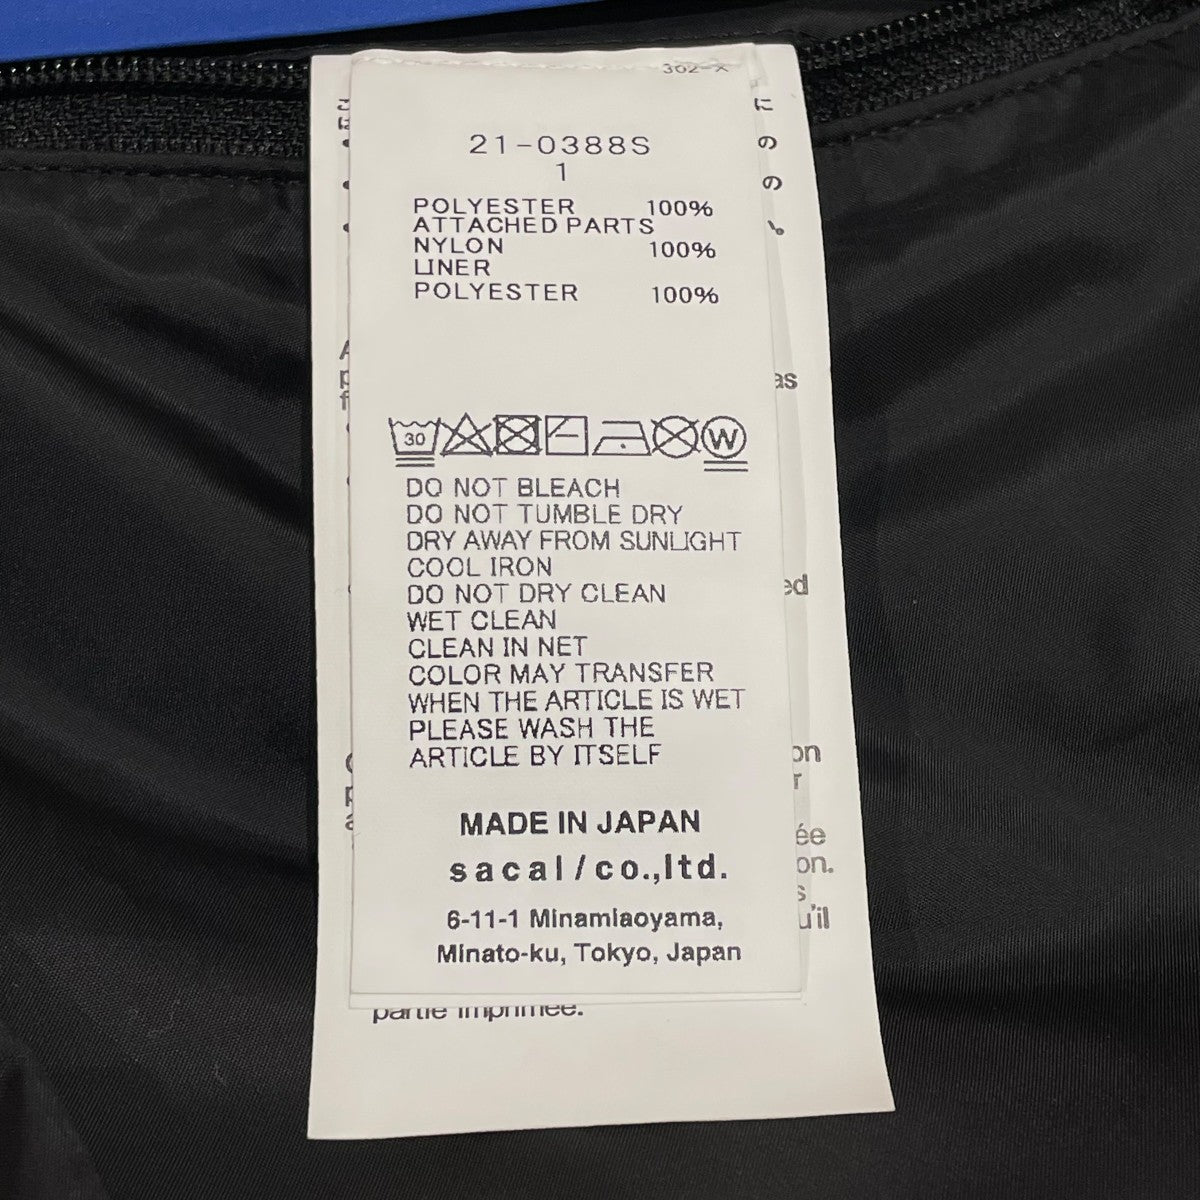 21-0388S
1
POLYESTER 100%
ATTACHED PARTS
NYLON 100%
LINER
POLYESTER 100%
30
W
DO NOT BLEACH
DO NOT TUMBLE DRY
DRY AWAY FROM SUNLIGHT
COOL IRON
DO NOT DRY CLEAN
WET CLEAN
CLEAN IN NET
COLOR MAY TRANSFER
WHEN THE ARTICLE IS WET
PLEASE WASH THE
ARTICLE BY ITSELF
MADE IN JAPAN
sacai/co.,ltd.
6-11-1 Minamiaoyama,
Minato-ku, Tokyo, Japan
partie imprimée.